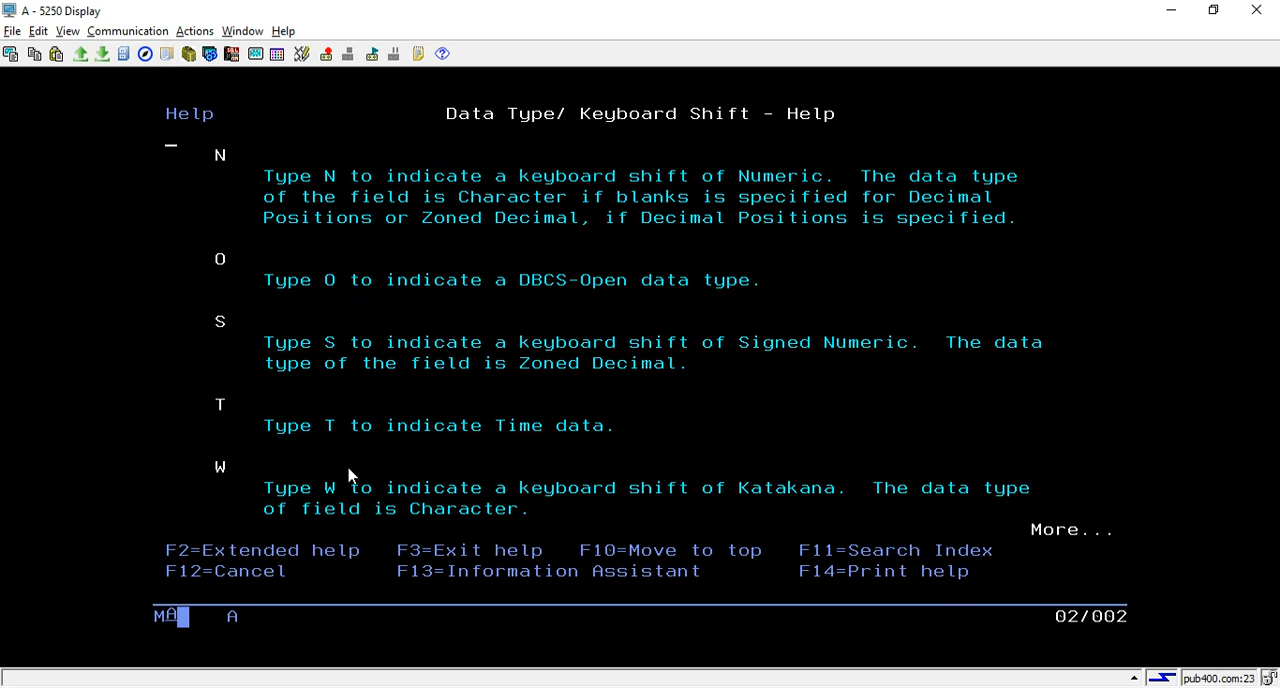 A - 5250 Display
File Edit View Communication Actions Window Help
Help Data Type/ Keyboard Shift - Help
N
Type N to indicate a keyboard shift of Numeric. The data type
of the field is Character if blanks is specified for Decimal
Positions or Zoned Decimal, if Decimal Positions is specified.
O
Type O to indicate a DBCS-Open data type.
S
Type S to indicate a keyboard shift of Signed Numeric. The data
type of the field is Zoned Decimal.
T
Type T to indicate Time data.
W
Type W to indicate a keyboard shift of Katakana. The data type
of field is Character.
More...
F2=Extended help F3=Exit help F10=Move to top F11=Search Index
F12=Cancel F13=Information Assistant F14=Print help
MA A 02/002
pub400.com:23